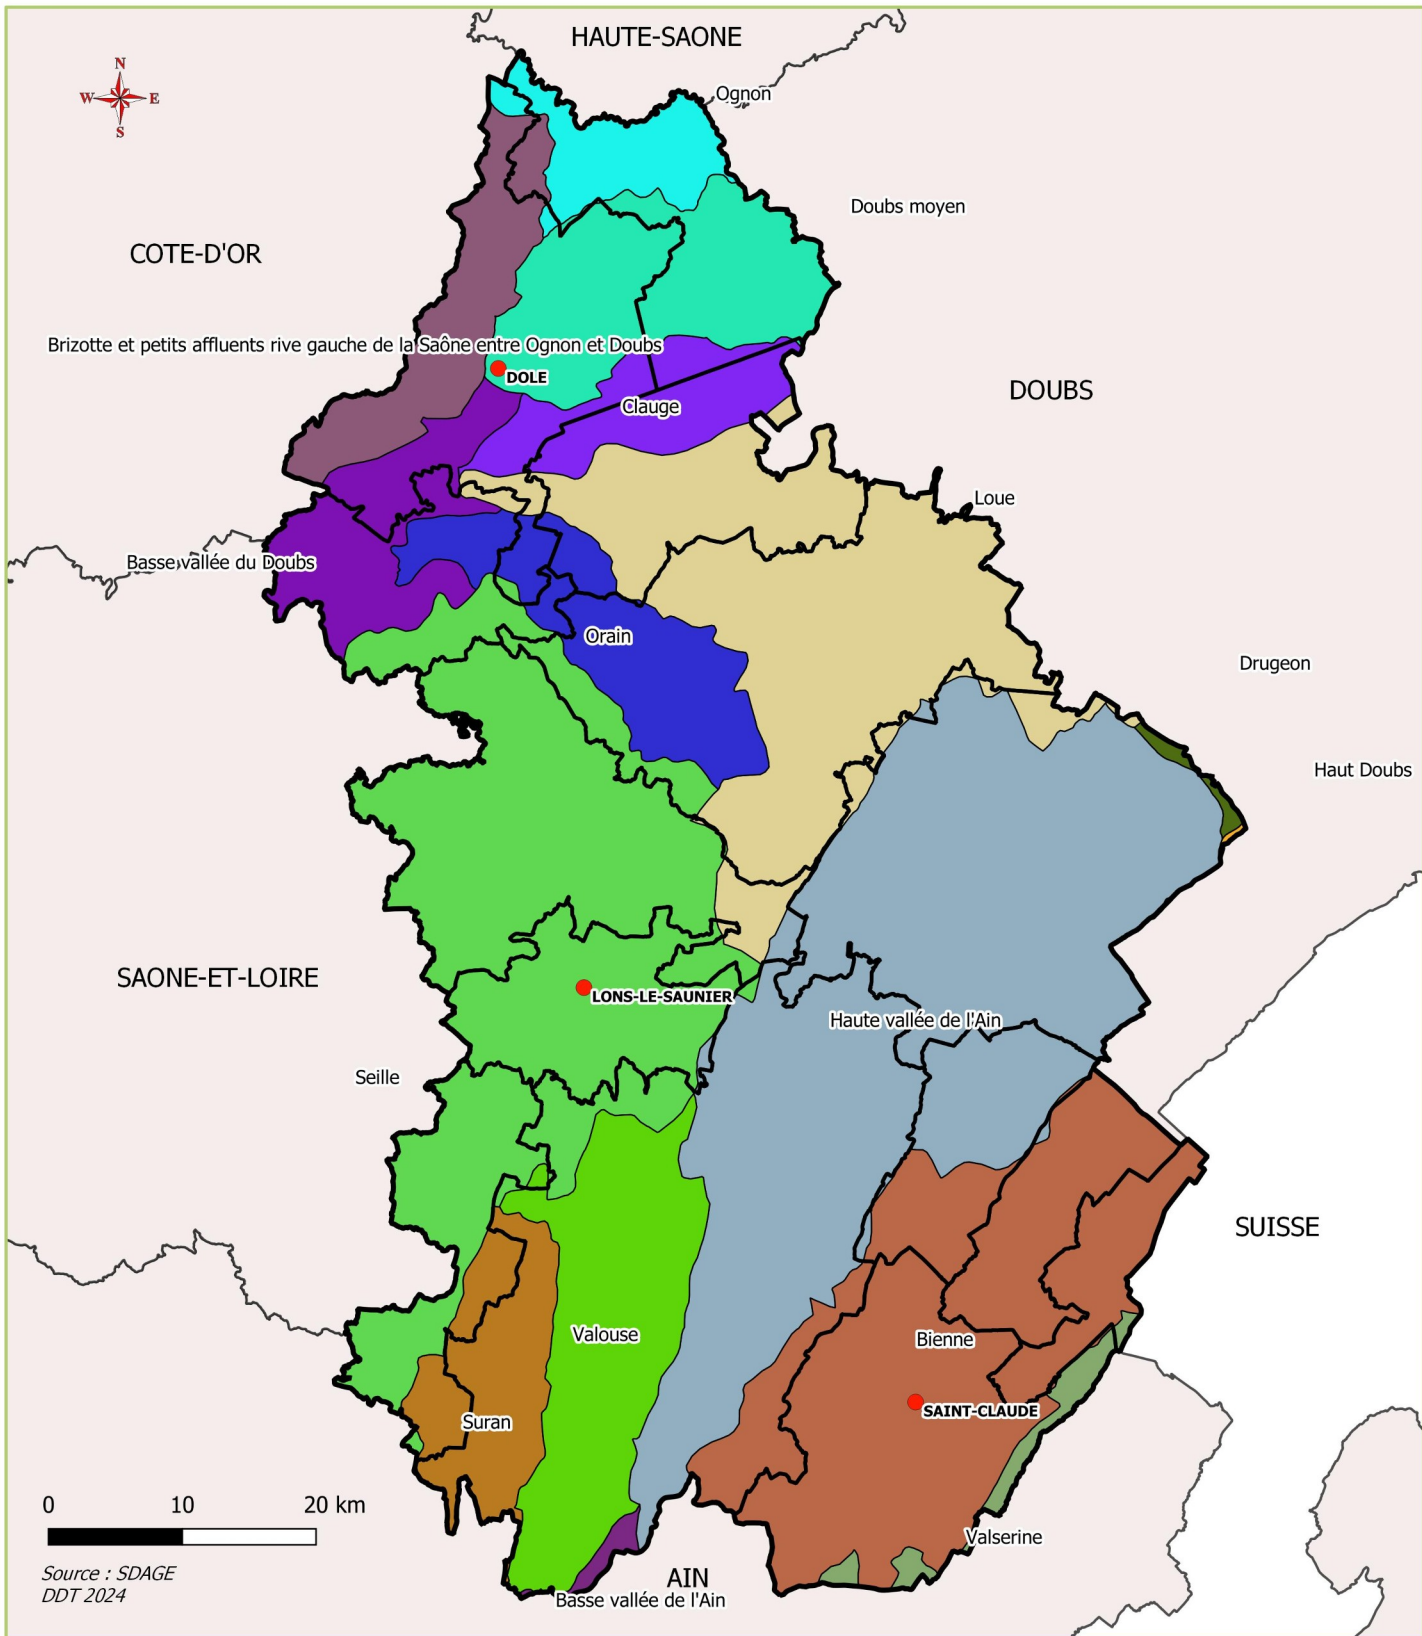 HAUTE-SAONE
N
W E
S
Ognon
Doubs moyen
COTE-D'OR
Brizotte et petits affluents rive gauche de la Saône entre Ognon et Doubs
DOLE
DOUBS
Clauge
Loue
Basse vallée du Doubs
Orain
Drugeon
Haut Doubs
SAONE-ET-LOIRE
LONS-LE-SAUNIER
Haute vallée de l'Ain
Seille
SUISSE
Valouse
Bienne
SAINT-CLAUDE
Suran
0 10 20 km
Valserine
Source : SDAGE
DDT 2024
AIN
Basse vallée de l'Ain